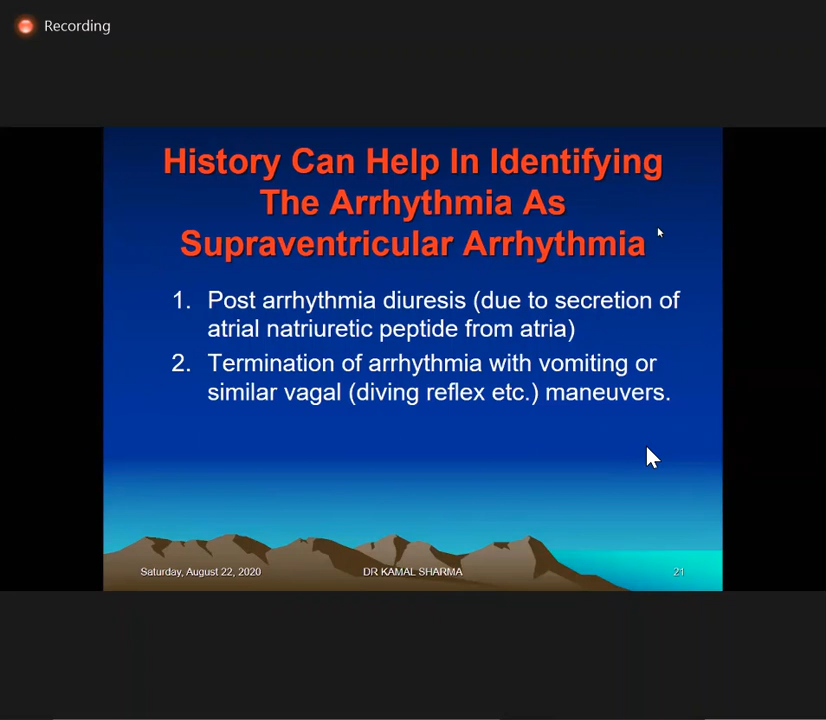 Recording
History Can Help In Identifying
The Arrhythmia As
Supraventricular Arrhythmia
1. Post arrhythmia diuresis (due to secretion of
atrial natriuretic peptide from atria)
2. Termination of arrhythmia with vomiting or
similar vagal (diving reflex etc.) maneuvers.
Saturday, August 22, 2020 DR KAMAL SHARMA 21